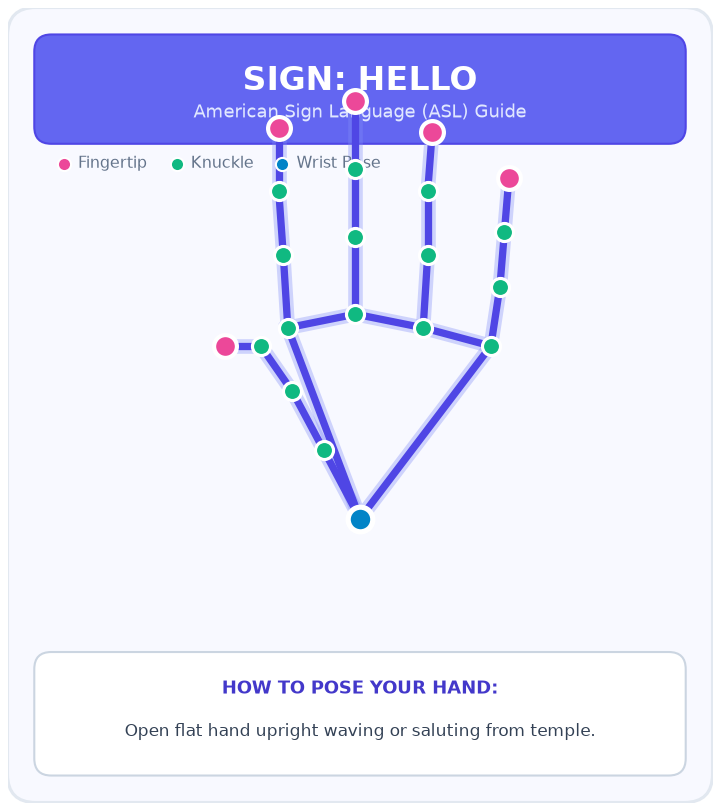 SIGN: HELLO
American Sign Language (ASL) Guide
Fingertip Knuckle Wrist Base
HOW TO POSE YOUR HAND:
Open flat hand upright waving or saluting from temple.